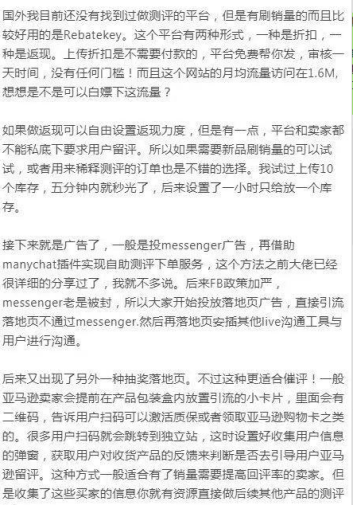 国外我目前还没有找到过做测评的平台，但是有刷销量的而且比
较好用的是Rebatekey。这个平台有两种形式，一种是折扣，一
种是返现。上传折扣是不需要付款的，平台免费帮你发，审核一
天时间，没有任何门槛！而且这个网站的月均流量访问在1.6M，
想想是不是可以白嫖下这流量？
如果做返现可以自由设置返现力度，但是有一点，平台和卖家都
不能私底下要求用户留评。所以如果需要新品刷销量的可以试
试，或者用来稀释测评的订单也是不错的选择。我试过上传10
个库存，五分钟内就秒光了，后来设置了一小时只给放一个库
存。
接下来就是广告了，一般是投messenger广告，再借助
manychat插件实现自助测评下单服务，这个方法之前大佬已经
很详细的分享过了，我就不多说。后来FB政策加严，
messenger老是被封，所以大家开始投放落地页广告，直接引流
落地页不通过messenger.然后再落地页安插其他live沟通工具与
用户进行沟通。
后来又出现了另外一种抽奖落地页。不过这种更适合催评！一般
亚马逊卖家会提前在产品包装盒内放置引流的小卡片，里面会有
二维码，告诉用户扫码可以激活质保或者领取亚马逊购物卡之类
的。很多用户扫码就会跳转到独立站，这时设置好收集用户信息
的弹窗，获取用户对收货产品的反馈来判断是否去引导用户亚马
逊留评。这种方式一般适合有了销量需要提高回评率的卖家。但
是收集了这些买家的信息你就有资源直接做后续其他产品的测评